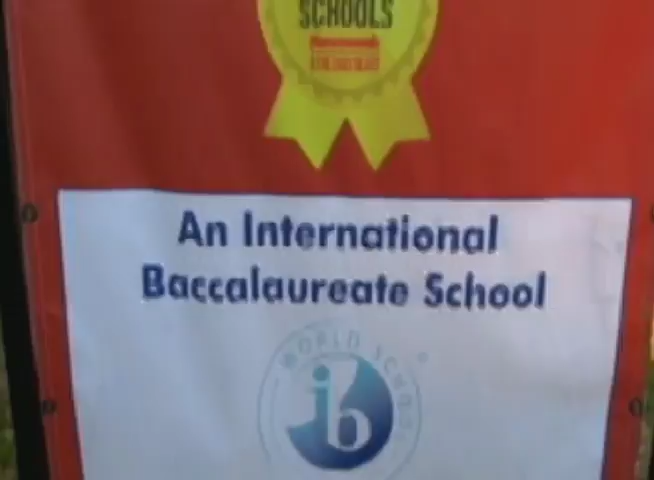 SCHOOLS
An International
Baccalaureate School
WORLD SCHOOL
ib